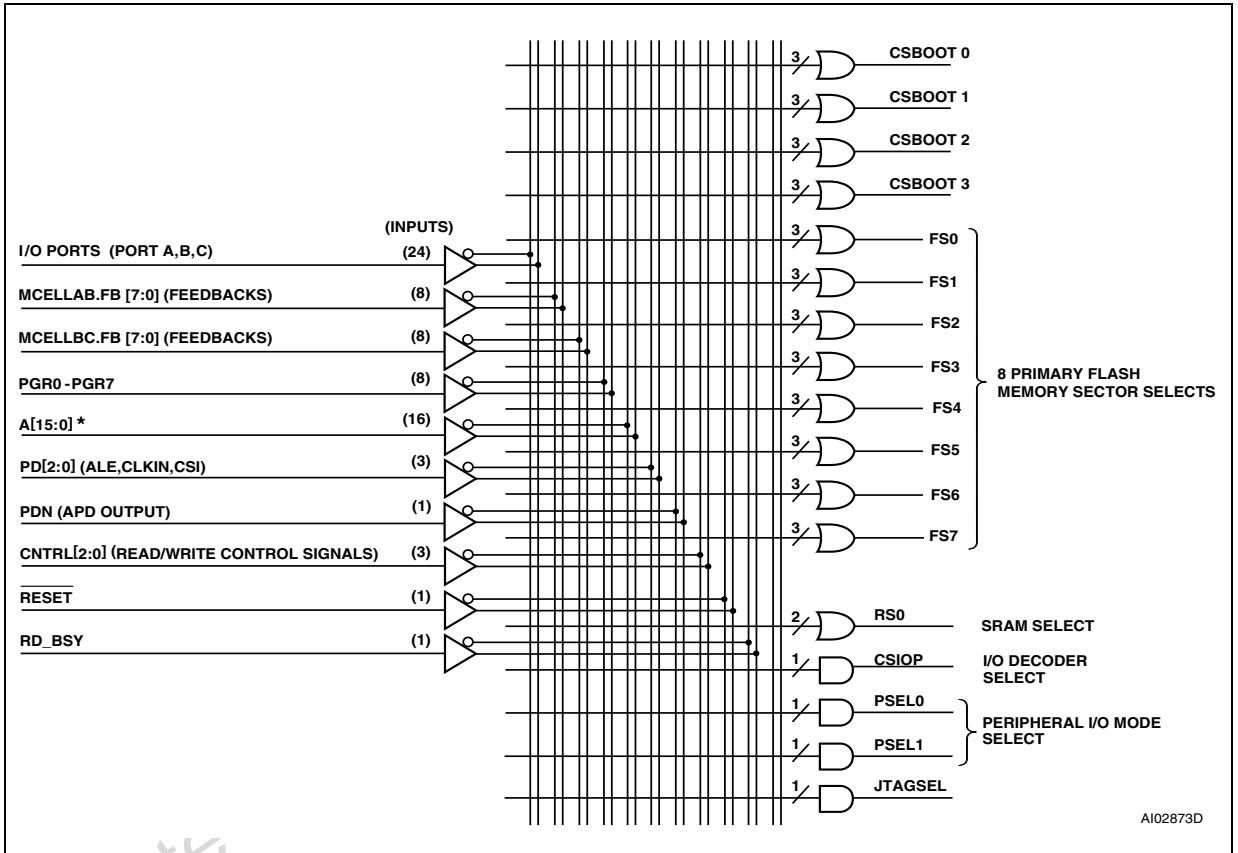 3 CSBOOT 0
3 CSBOOT 1
3 CSBOOT 2
3 CSBOOT 3
(INPUTS)
I/O PORTS (PORT A,B,C) (24)
MCELLAB.FB [7:0] (FEEDBACKS) (8)
MCELLBC.FB [7:0] (FEEDBACKS) (8)
PGR0 -PGR7 (8)
A[15:0] * (16)
PD[2:0] (ALE,CLKIN,CSI) (3)
PDN (APD OUTPUT) (1)
CNTRL[2:0] (READ/WRITE CONTROL SIGNALS) (3)
RESET (1)
RD_BSY (1)
3 FS0
3 FS1
3 FS2
3 FS3
3 FS4
3 FS5
3 FS6
3 FS7
8 PRIMARY FLASH
MEMORY SECTOR SELECTS
2 RS0 SRAM SELECT
1 CSIOP I/O DECODER
SELECT
1 PSEL0
1 PSEL1
PERIPHERAL I/O MODE
SELECT
1 JTAGSEL
AI02873D